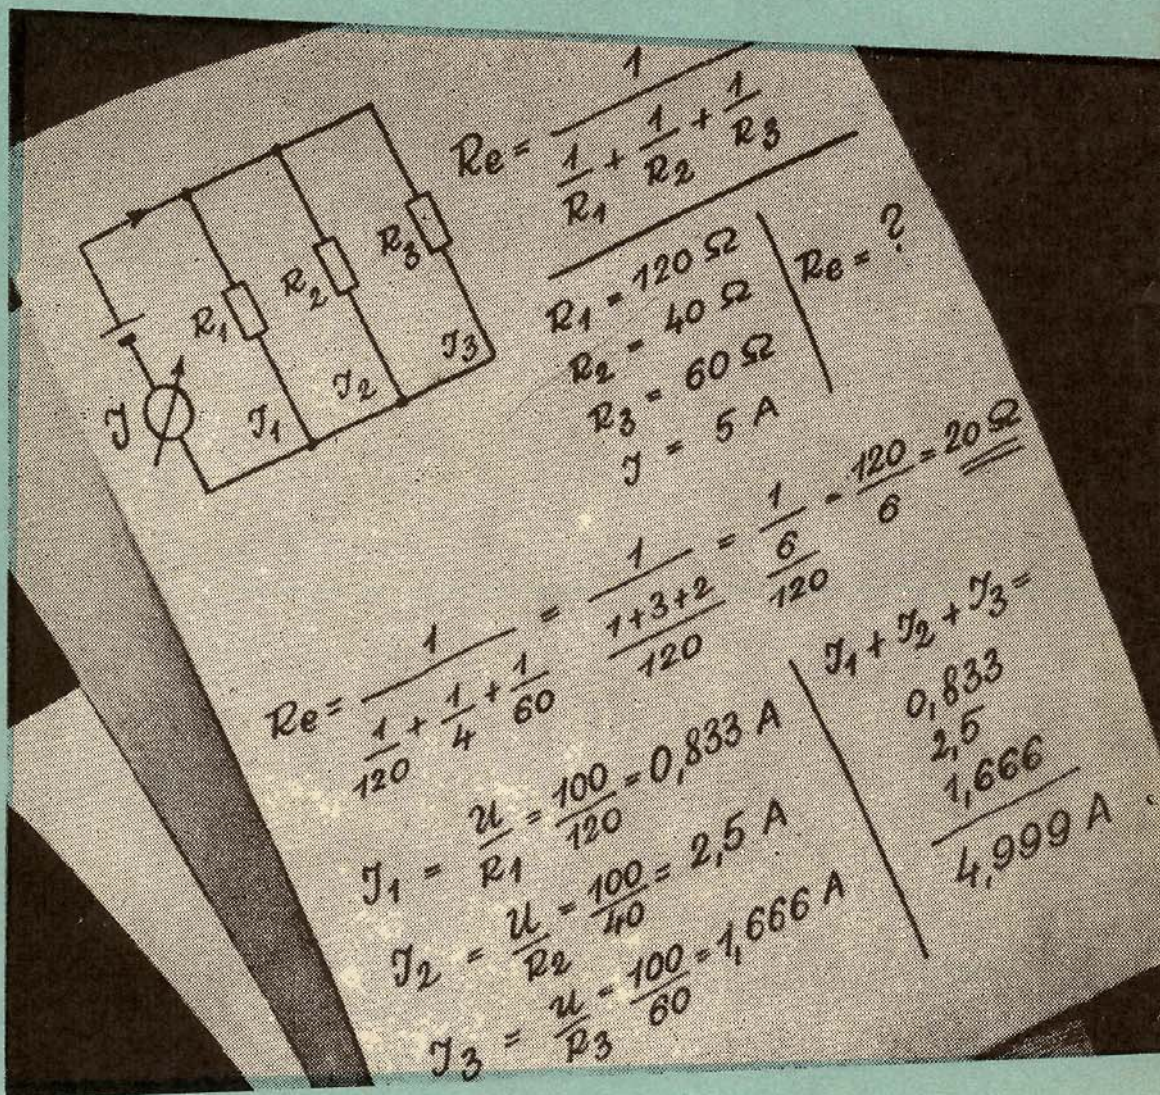 Re = 1 / (1/R1 + 1/R2 + 1/R3)
R1
R2
R3
J
J1
J2
J3
R1 = 120 Ω
R2 = 40 Ω
R3 = 60 Ω
J = 5 A
Re = ?
Re = 1 / (1/120 + 1/4 + 1/60) = 1 / ((1+3+2)/120) = 1 / (6/120) = 120/6 = 20 Ω
J1 = U/R1 = 100/120 = 0,833 A
J2 = U/R2 = 100/40 = 2,5 A
J3 = U/R3 = 100/60 = 1,666 A
J1 + J2 + J3 =
0,833
2,5
1,666
4,999 A